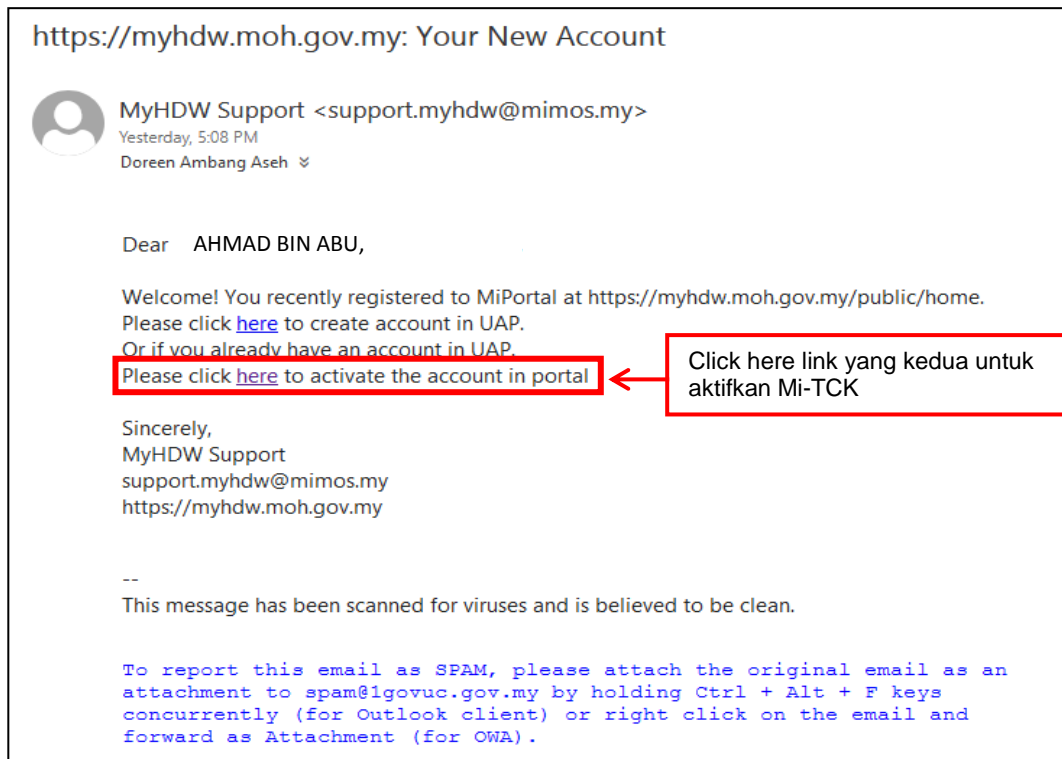 https://myhdw.moh.gov.my: Your New Account
MyHDW Support <support.myhdw@mimos.my>
Yesterday, 5:08 PM
Doreen Ambang Aseh
Dear AHMAD BIN ABU,
Welcome! You recently registered to MiPortal at https://myhdw.moh.gov.my/public/home.
Please click here to create account in UAP.
Or if you already have an account in UAP.
Please click here to activate the account in portal
Click here link yang kedua untuk
aktifkan Mi-TCK
Sincerely,
MyHDW Support
support.myhdw@mimos.my
https://myhdw.moh.gov.my
--
This message has been scanned for viruses and is believed to be clean.
To report this email as SPAM, please attach the original email as an
attachment to spam@1govuc.gov.my by holding Ctrl + Alt + F keys
concurrently (for Outlook client) or right click on the email and
forward as Attachment (for OWA).